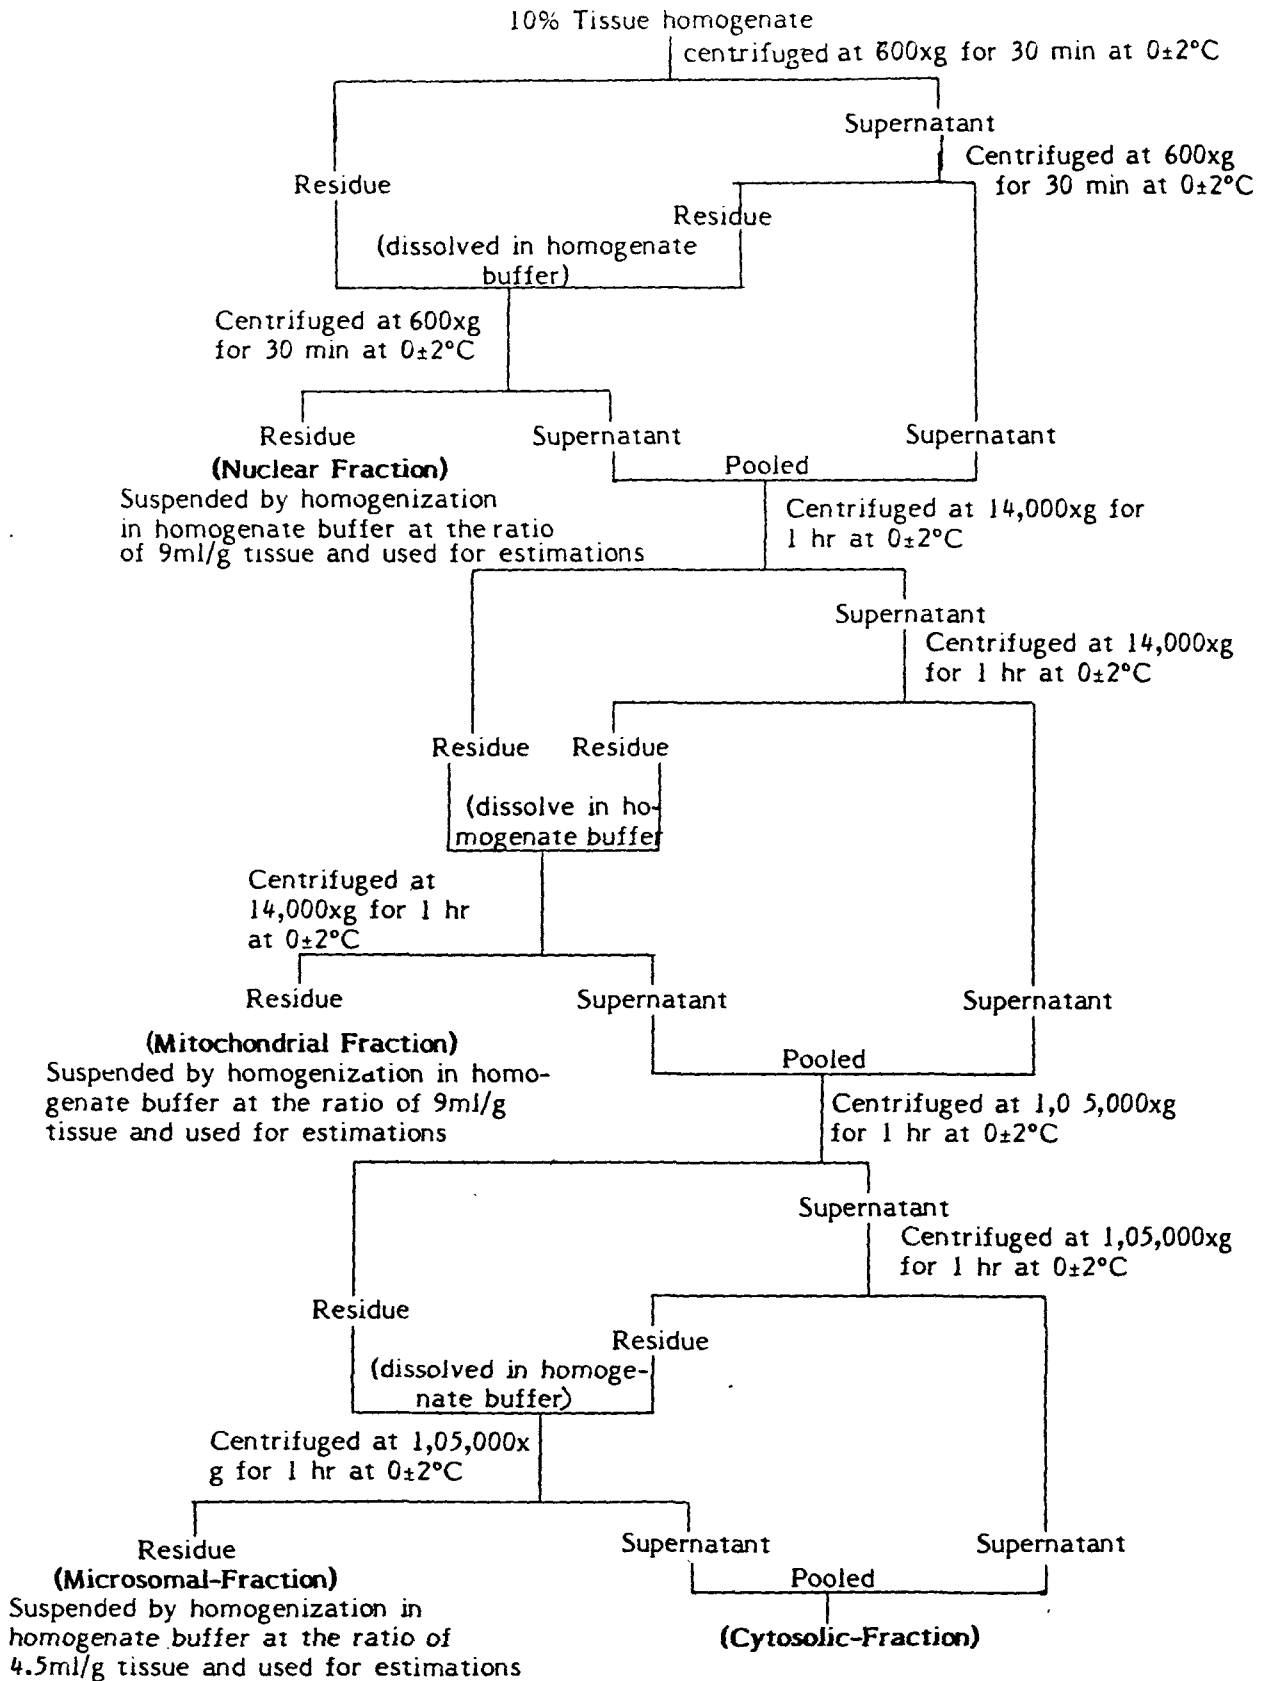 10% Tissue homogenate
centrifuged at 600xg for 30 min at 0±2°C
Supernatant
Centrifuged at 600xg
for 30 min at 0±2°C
Residue
Residue
(dissolved in homogenate
buffer)
Centrifuged at 600xg
for 30 min at 0±2°C
Residue
(Nuclear Fraction)
Suspended by homogenization
in homogenate buffer at the ratio
of 9ml/g tissue and used for estimations
Supernatant
Supernatant
Pooled
Centrifuged at 14,000xg for
1 hr at 0±2°C
Supernatant
Centrifuged at 14,000xg
for 1 hr at 0±2°C
Residue
Residue
(dissolve in ho-
mogenate buffer
Centrifuged at
14,000xg for 1 hr
at 0±2°C
Residue
(Mitochondrial Fraction)
Suspended by homogenization in homo-
genate buffer at the ratio of 9ml/g
tissue and used for estimations
Supernatant
Supernatant
Pooled
Centrifuged at 1,0 5,000xg
for 1 hr at 0±2°C
Supernatant
Centrifuged at 1,05,000xg
for 1 hr at 0±2°C
Residue
Residue
(dissolved in homoge-
nate buffer)
Centrifuged at 1,05,000x
g for 1 hr at 0±2°C
Residue
(Microsomal-Fraction)
Suspended by homogenization in
homogenate buffer at the ratio of
4.5ml/g tissue and used for estimations
Supernatant
Supernatant
Pooled
(Cytosolic-Fraction)